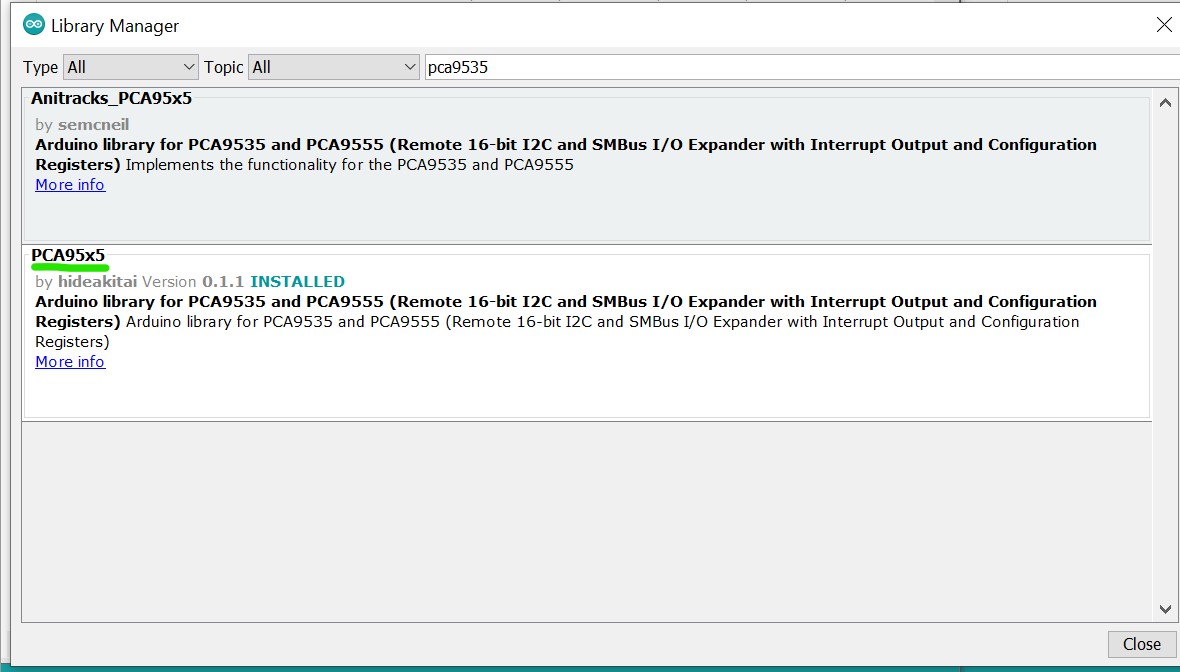 Library Manager
Type All Topic All pca9535
Anitracks_PCA95x5
by semcneil
Arduino library for PCA9535 and PCA9555 (Remote 16-bit I2C and SMBus I/O Expander with Interrupt Output and Configuration
Registers) Implements the functionality for the PCA9535 and PCA9555
More info
PCA95x5
by hideakitai Version 0.1.1 INSTALLED
Arduino library for PCA9535 and PCA9555 (Remote 16-bit I2C and SMBus I/O Expander with Interrupt Output and Configuration
Registers) Arduino library for PCA9535 and PCA9555 (Remote 16-bit I2C and SMBus I/O Expander with Interrupt Output and Configuration
Registers)
More info
Close